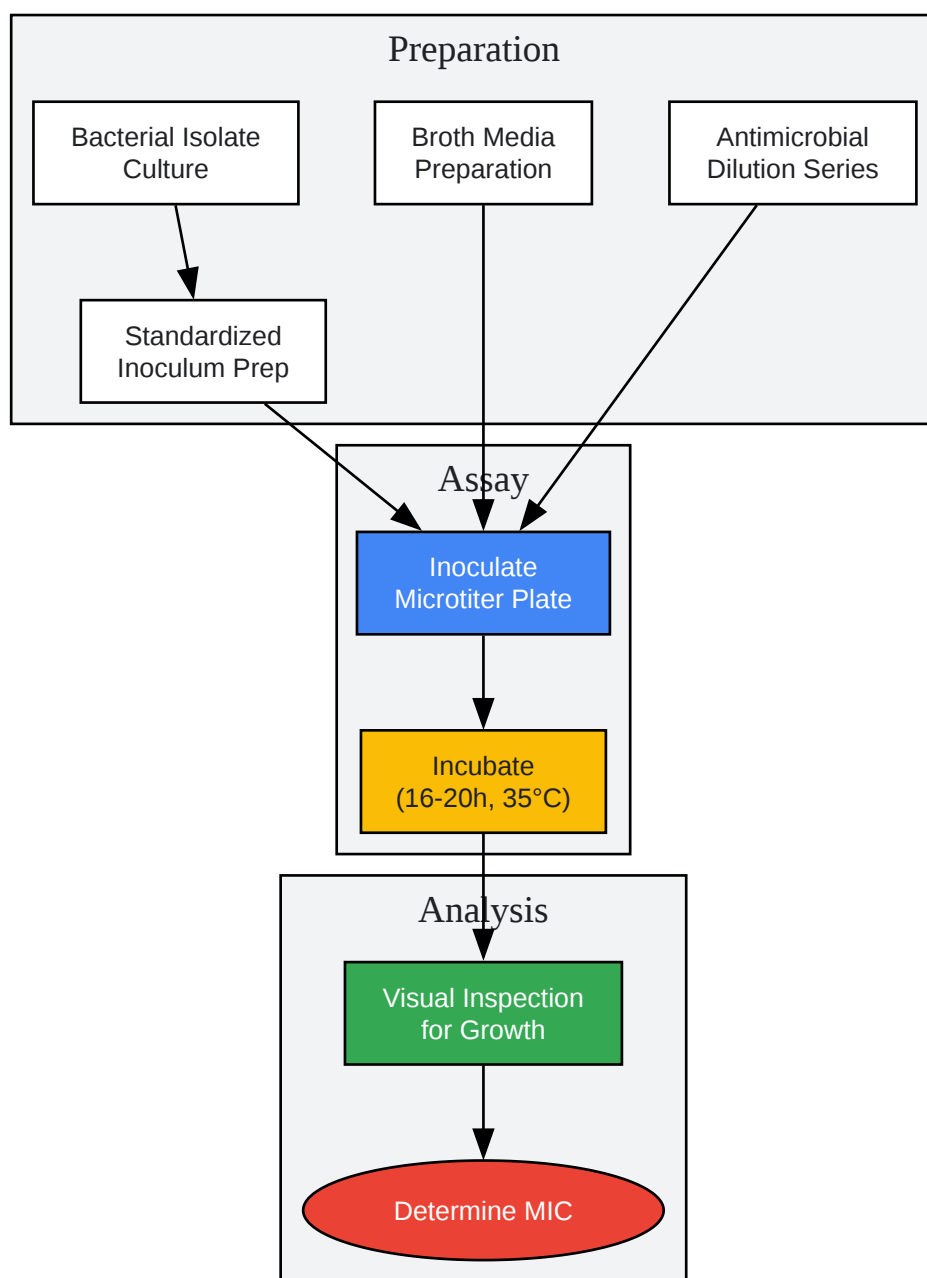 Preparation
Bacterial Isolate
Culture
Broth Media
Preparation
Antimicrobial
Dilution Series
Standardized
Inoculum Prep
Assay
Inoculate
Microtiter Plate
Incubate
(16-20h, 35°C)
Analysis
Visual Inspection
for Growth
Determine MIC